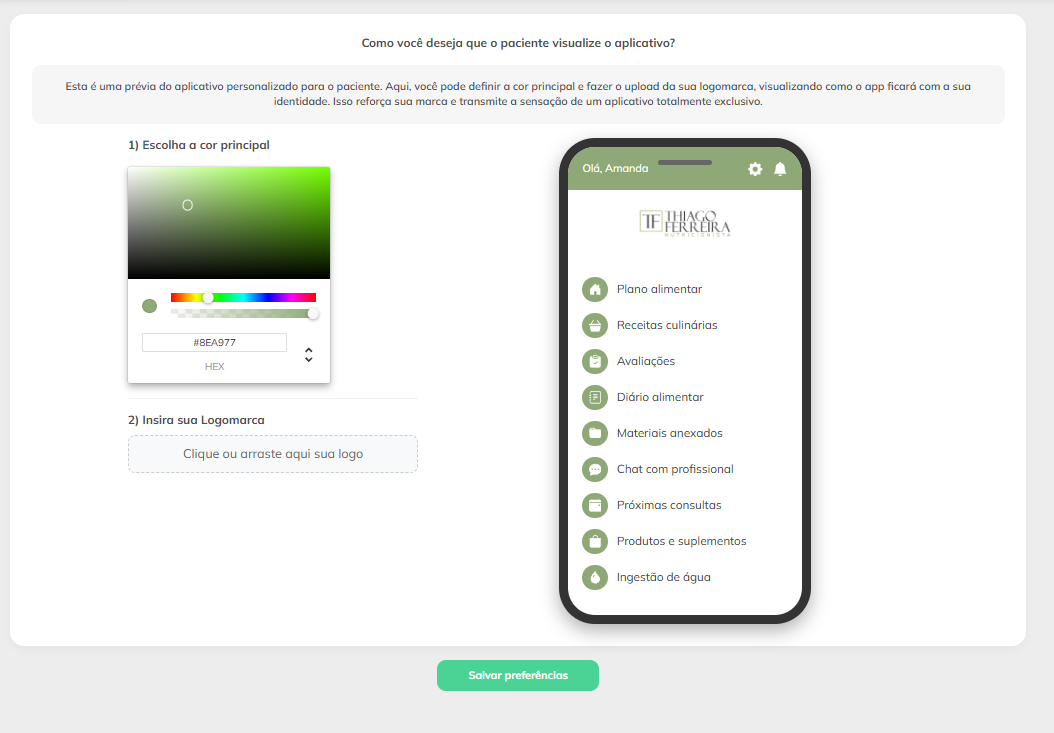 Como você deseja que o paciente visualize o aplicativo?
Esta é uma prévia do aplicativo personalizado para o paciente. Aqui, você pode definir a cor principal e fazer o upload da sua logomarca, visualizando como o app ficará com a sua
identidade. Isso reforça sua marca e transmite a sensação de um aplicativo totalmente exclusivo.
1) Escolha a cor principal
#8EA977
HEX
2) Insira sua Logomarca
Clique ou arraste aqui sua logo
Olá, Amanda
TF THIAGO
FERREIRA
NUTRICIONISTA
Plano alimentar
Receitas culinárias
Avaliações
Diário alimentar
Materiais anexados
Chat com profissional
Próximas consultas
Produtos e suplementos
Ingestão de água
Salvar preferências